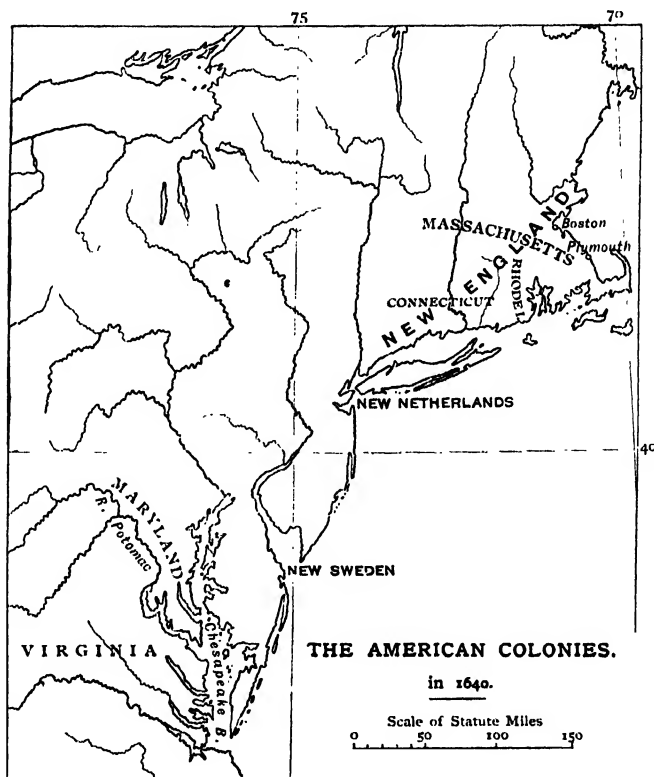 75
70
NEW ENGLAND
MASSACHUSETTS
Boston
Plymouth
RHODE I.
CONNECTICUT
NEW NETHERLANDS
40
MARYLAND
R. Potomac
NEW SWEDEN
VIRGINIA
Chesapeake B.
THE AMERICAN COLONIES.
in 1640.
Scale of Statute Miles
0 50 100 150